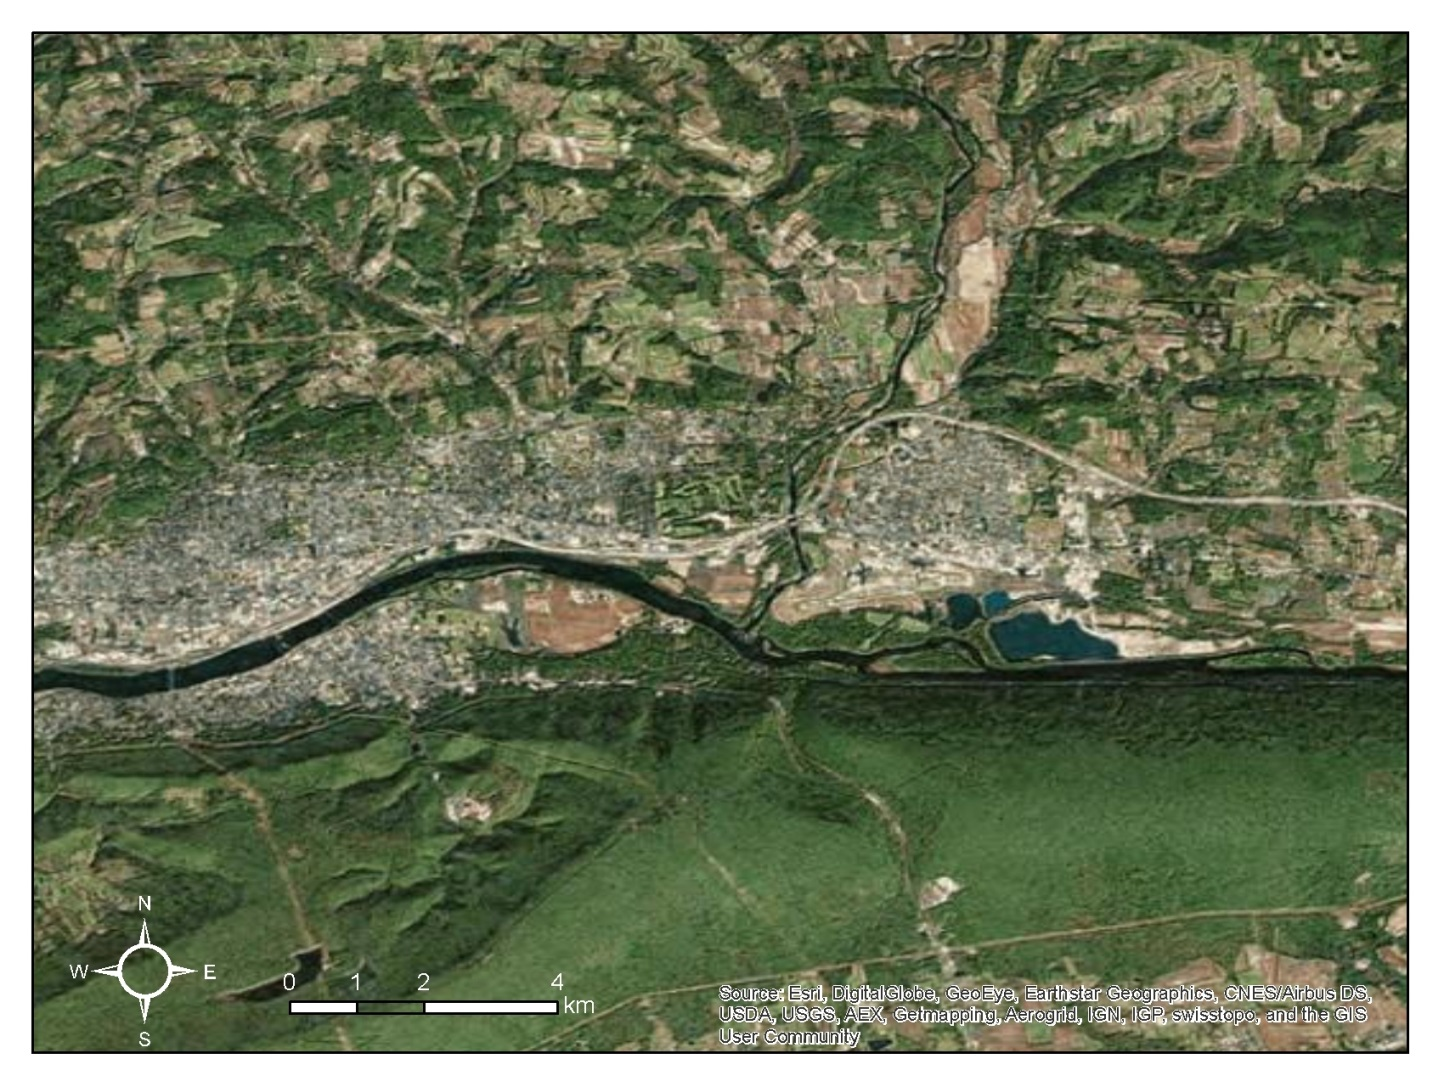 N
W E
S
0 1 2 4
km
Source: Esri, DigitalGlobe, GeoEye, Earthstar Geographics, CNES/Airbus DS,
USDA, USGS, AEX, Getmapping, Aerogrid, IGN, IGP, swisstopo, and the GIS
User Community